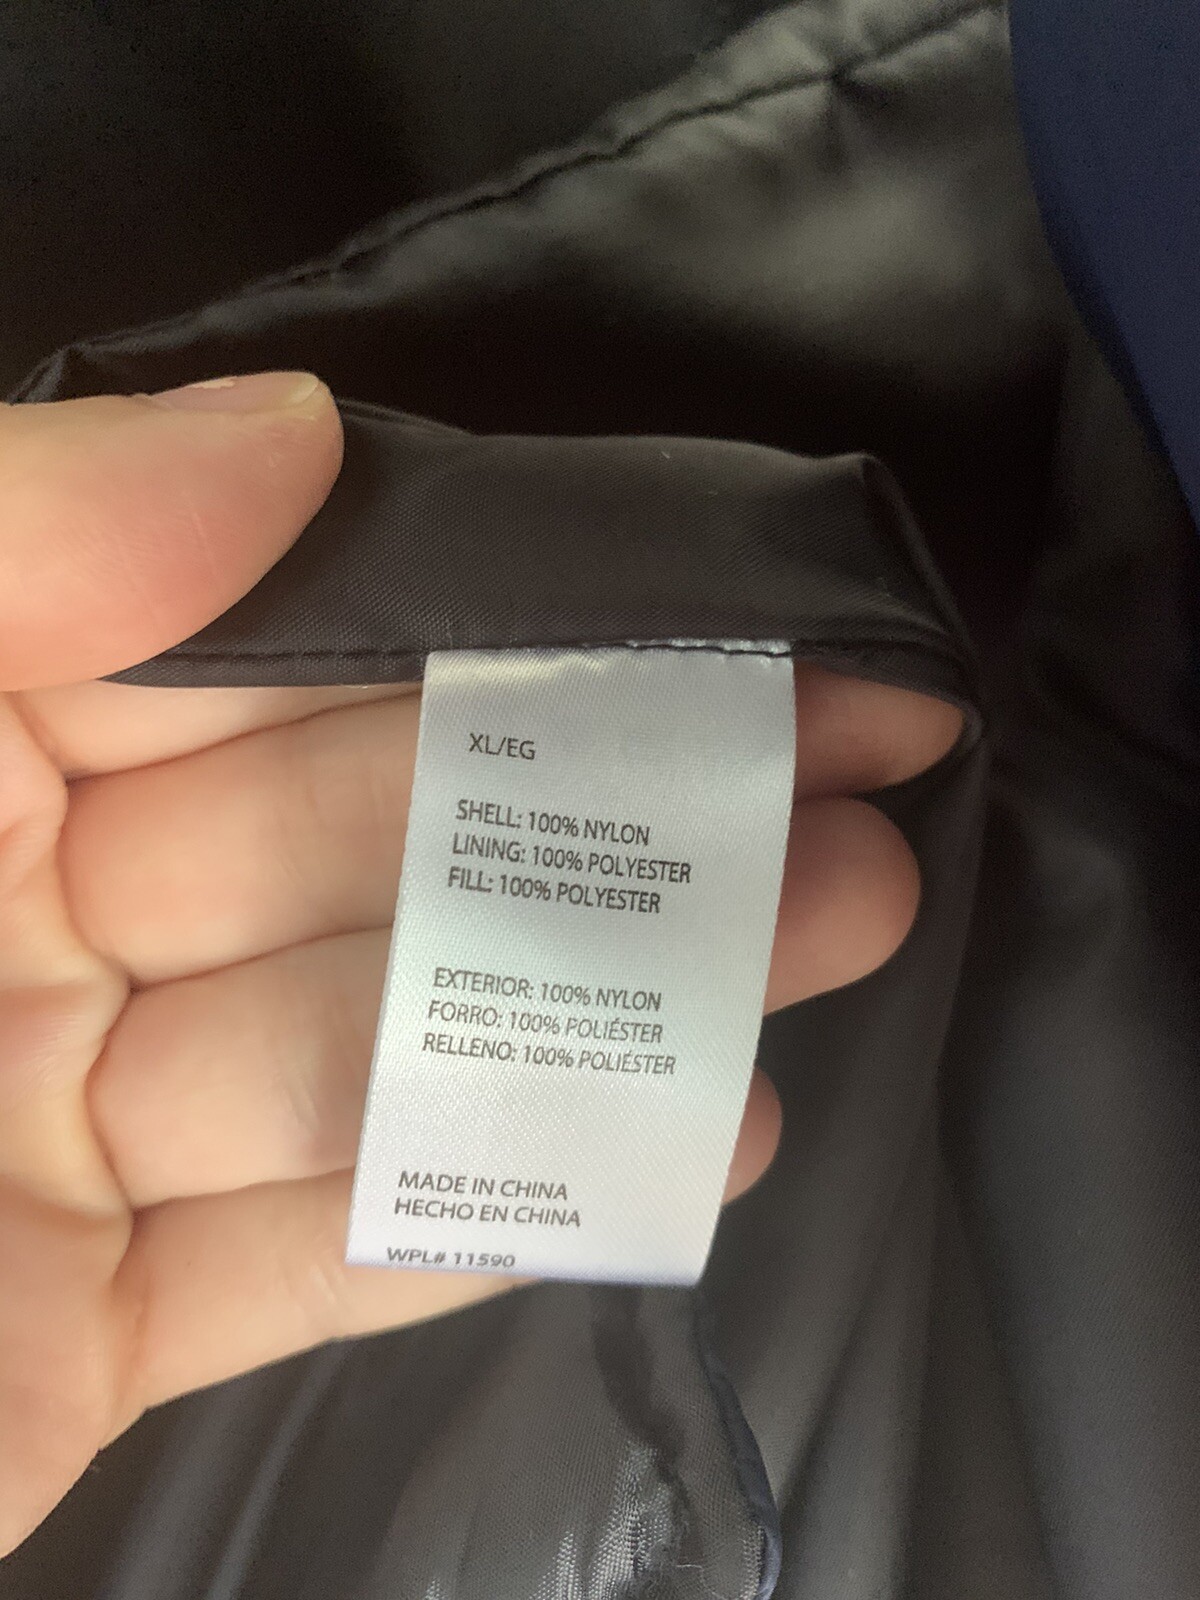 XL/EG
SHELL: 100% NYLON
LINING: 100% POLYESTER
FILL: 100% POLYESTER
EXTERIOR: 100% NYLON
FORRO: 100% POLIÉSTER
RELLENO: 100% POLIÉSTER
MADE IN CHINA
HECHO EN CHINA
WPL# 11590